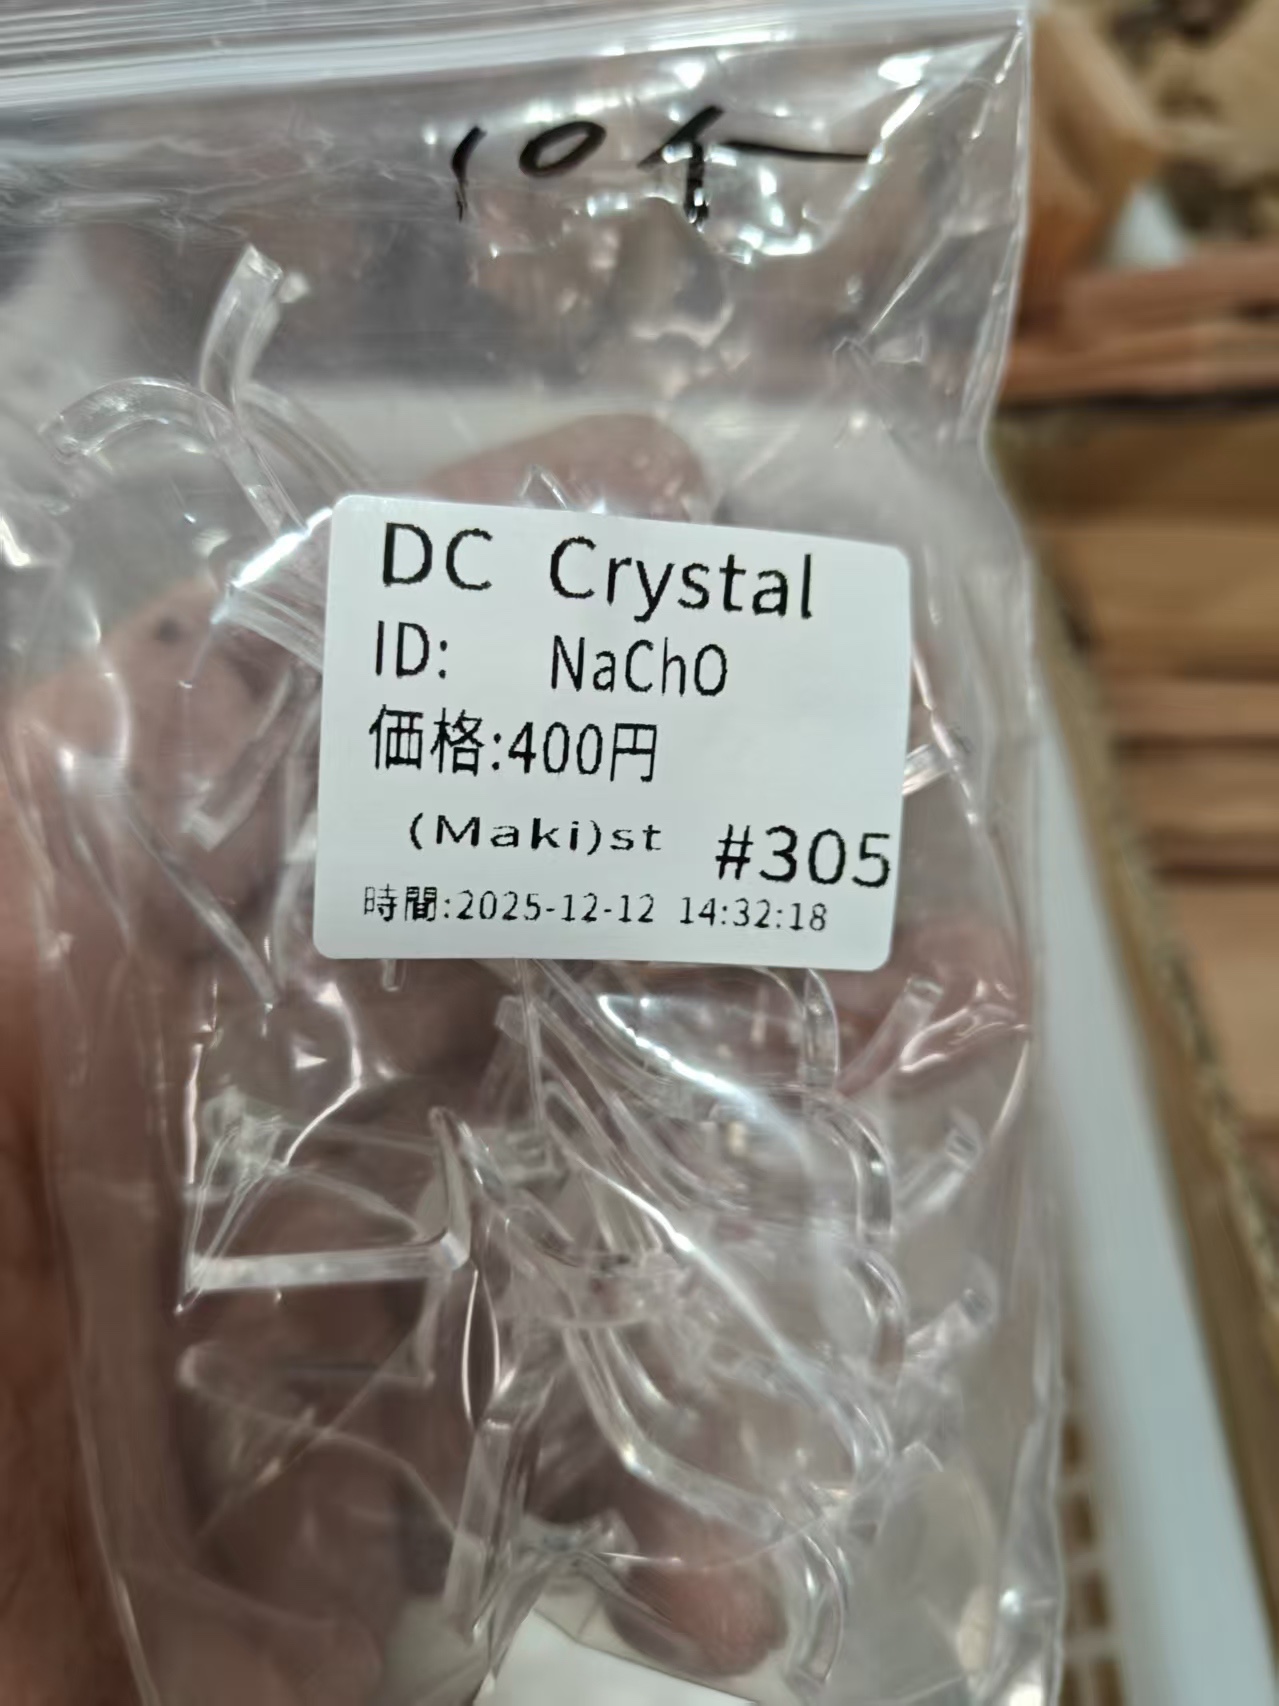 10个
DC Crystal
ID: NaChO
価格:400円
(Maki)st #305
時間:2025-12-12 14:32:18